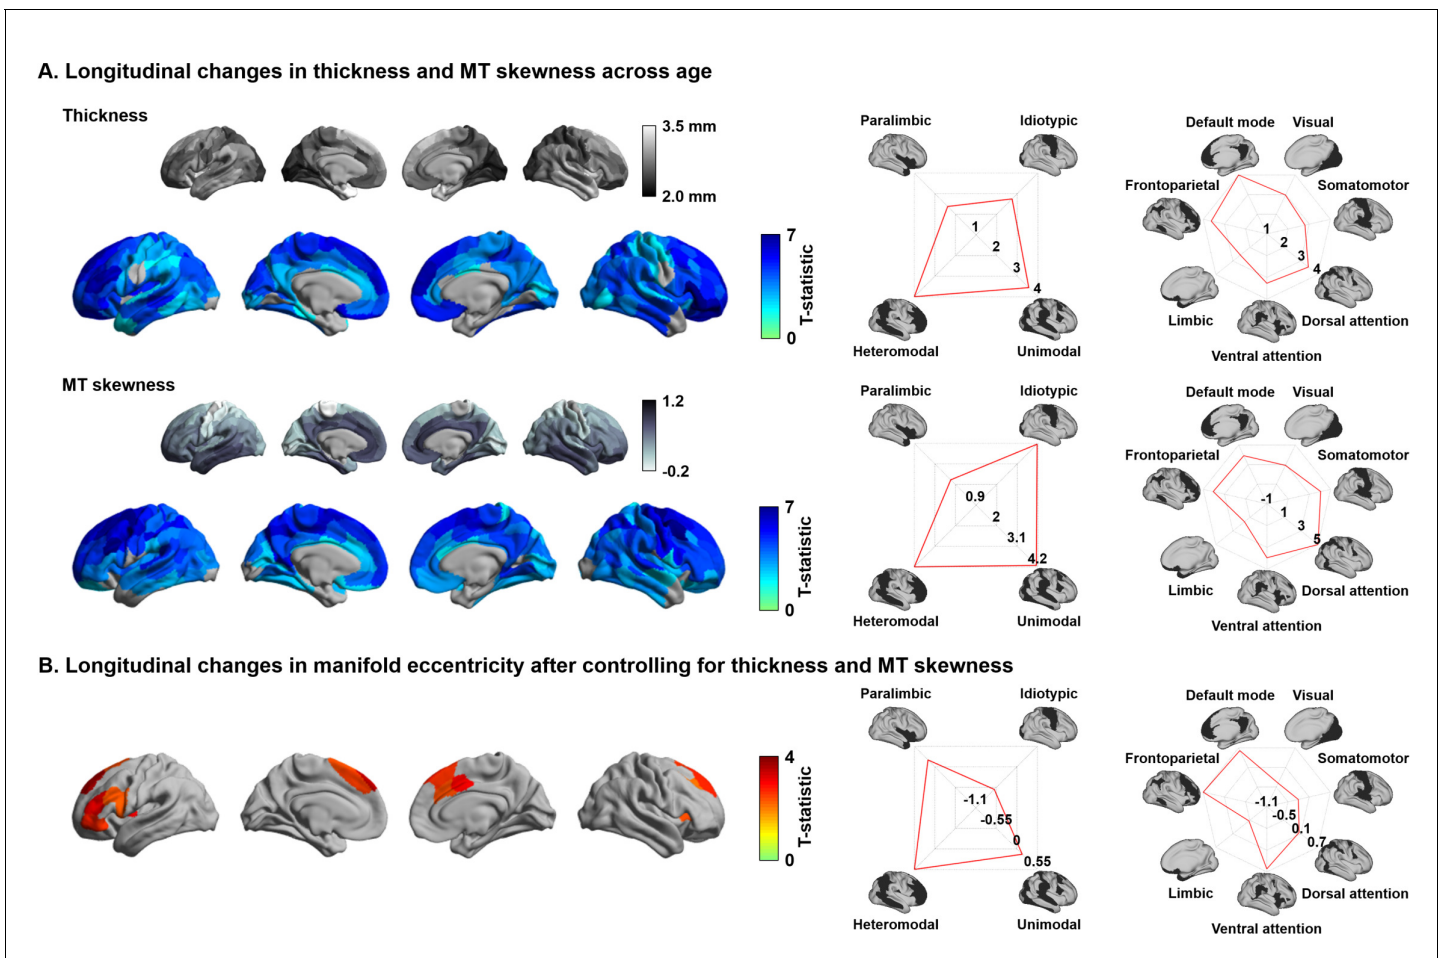 A. Longitudinal changes in thickness and MT skewness across age
Thickness
3.5 mm
2.0 mm
7
T-statistic
0
Paralimbic
Idiotypic
1
2
3
4
Heteromodal
Unimodal
Default mode
Visual
Frontoparietal
Somatomotor
1
2
3
4
Limbic
Dorsal attention
Ventral attention
MT skewness
1.2
-0.2
7
T-statistic
0
Paralimbic
Idiotypic
0.9
2
3.1
4.2
Heteromodal
Unimodal
Default mode
Visual
Frontoparietal
Somatomotor
-1
1
3
5
Limbic
Dorsal attention
Ventral attention
B. Longitudinal changes in manifold eccentricity after controlling for thickness and MT skewness
4
T-statistic
0
Paralimbic
Idiotypic
-1.1
-0.55
0
0.55
Heteromodal
Unimodal
Default mode
Visual
Frontoparietal
Somatomotor
-1.1
-0.5
0.1
0.7
Limbic
Dorsal attention
Ventral attention